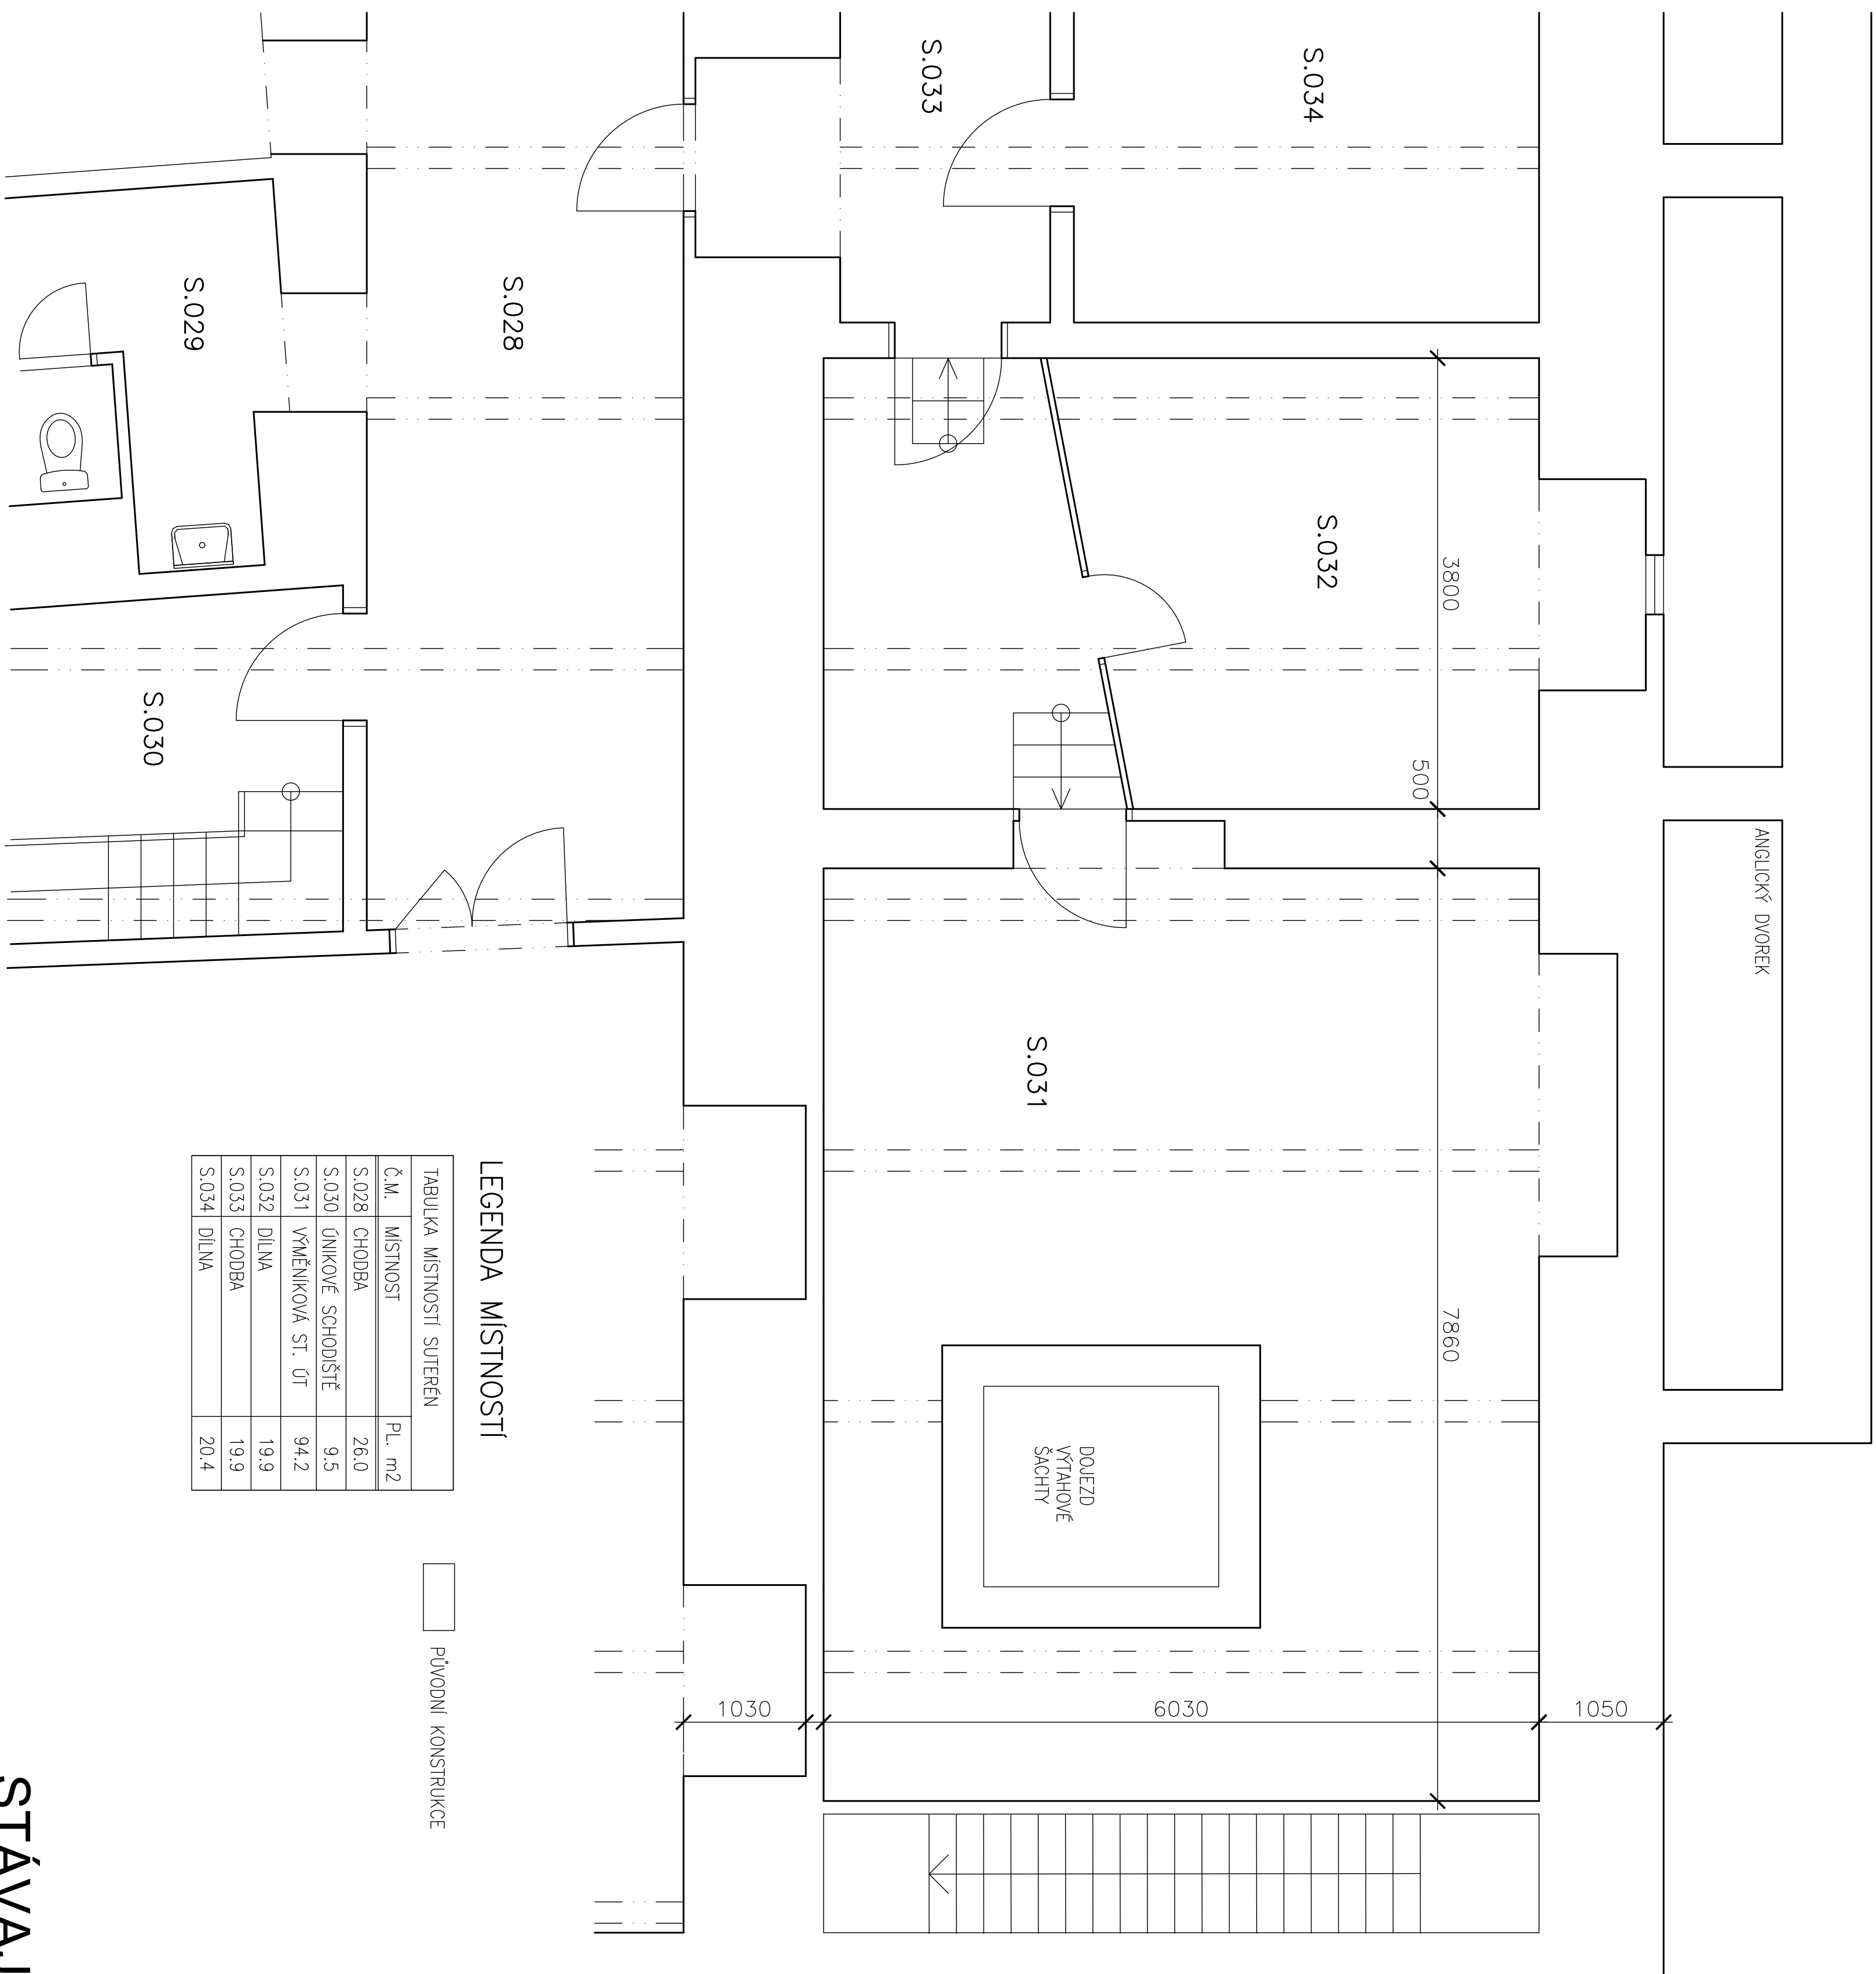 ANGLICKÝ DVOREK
S.034
S.033
S.032
3800
500
7860
S.031
S.028
S.029
S.030
DOJEZD
VÝTAHOVÉ
ŠACHTY
1030
6030
1050
LEGENDA MÍSTNOSTÍ
TABULKA MÍSTNOSTÍ SUTERÉN
Č.M. MÍSTNOST PL. m2
S.028 CHODBA 26.0
S.030 ÚNIKOVÉ SCHODIŠTĚ 9.5
S.031 VÝMĚNÍKOVÁ ST. ÚT 94.2
S.032 DÍLNA 19.9
S.033 CHODBA 19.9
S.034 DÍLNA 20.4
PŮVODNÍ KONSTRUKCE